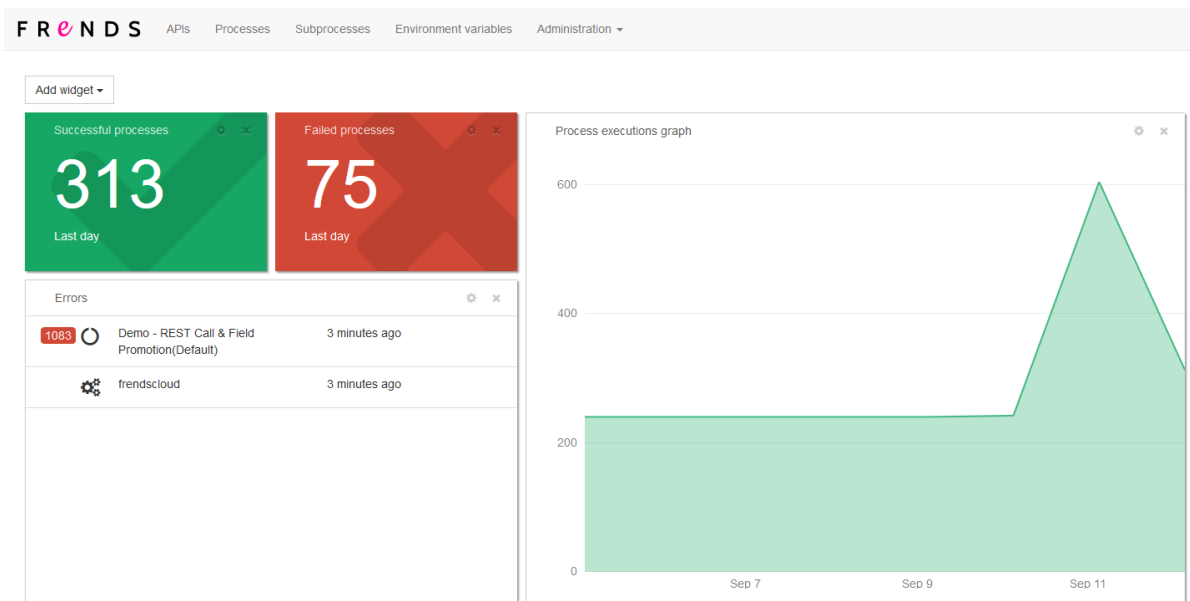 FReNDS APIs Processes Subprocesses Environment variables Administration
Add widget
Successful processes
313
Last day
Failed processes
75
Last day
Errors
1083 Demo - REST Call & Field 3 minutes ago
Promotion(Default)
frendscloud 3 minutes ago
Process executions graph
600
400
200
0
Sep 7 Sep 9 Sep 11